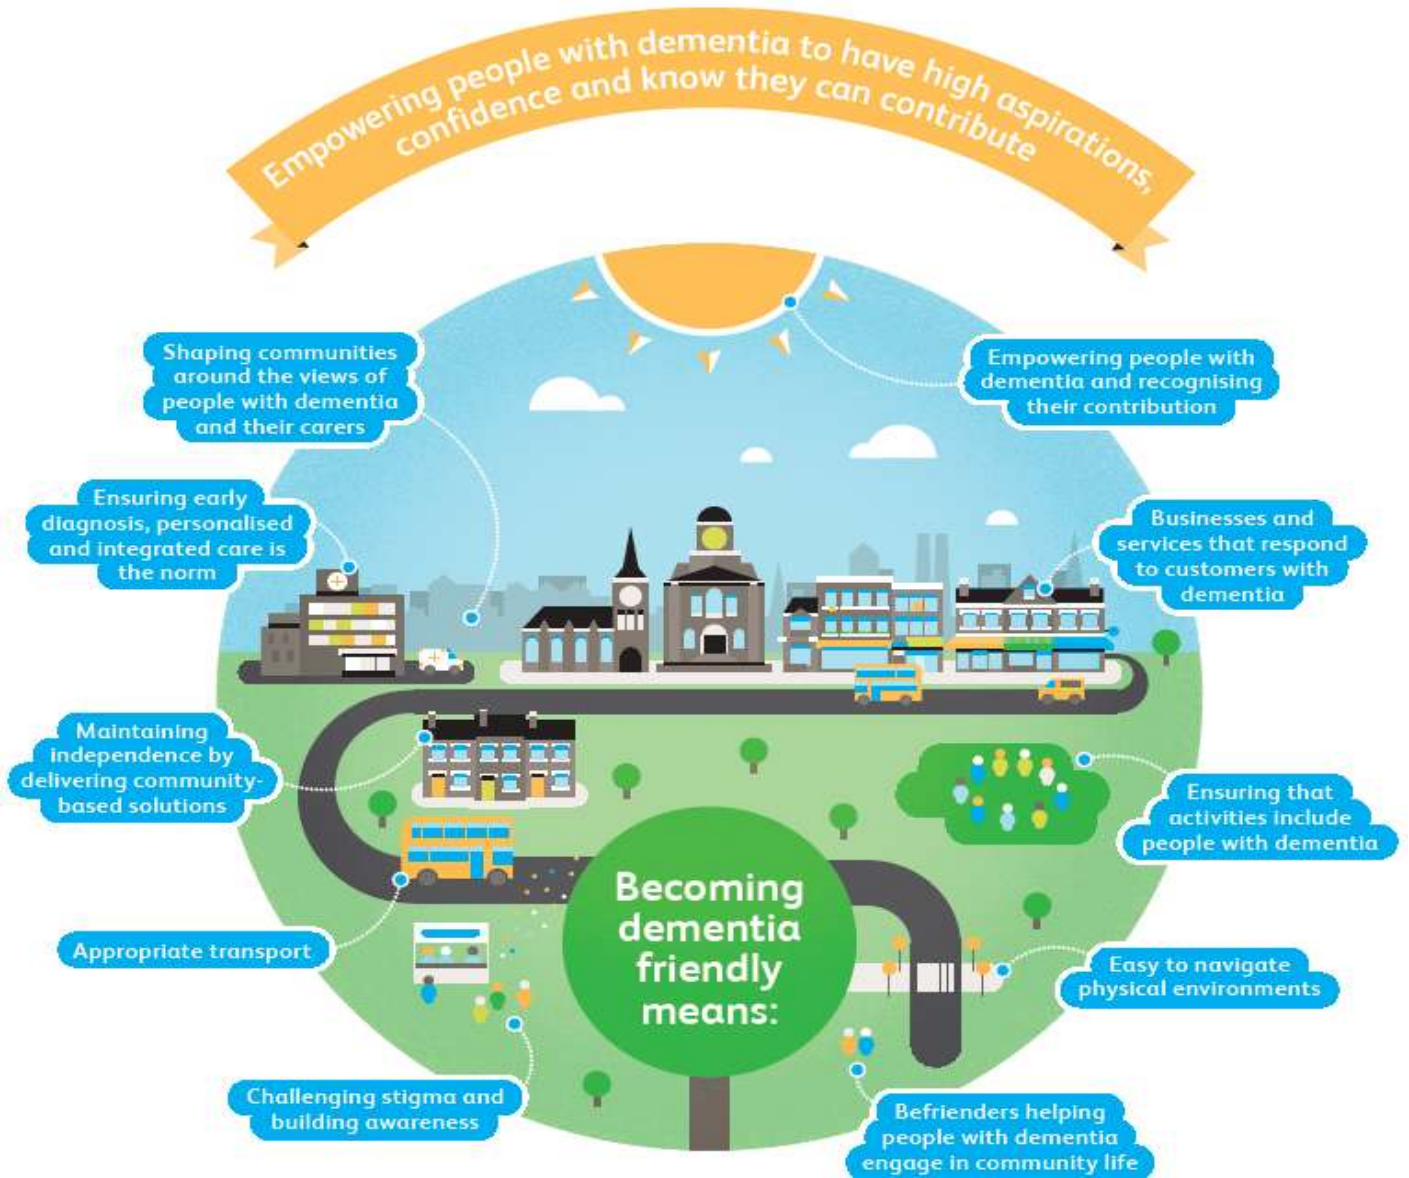 Empowering people with dementia to have high aspirations,
confidence and know they can contribute
Shaping communities
around the views of
people with dementia
and their carers
Empowering people with
dementia and recognising
their contribution
Ensuring early
diagnosis, personalised
and integrated care is
the norm
Businesses and
services that respond
to customers with
dementia
Maintaining
independence by
delivering community-
based solutions
Ensuring that
activities include
people with dementia
Becoming
dementia
friendly
means:
Appropriate transport
Easy to navigate
physical environments
Challenging stigma and
building awareness
Befrienders helping
people with dementia
engage in community life